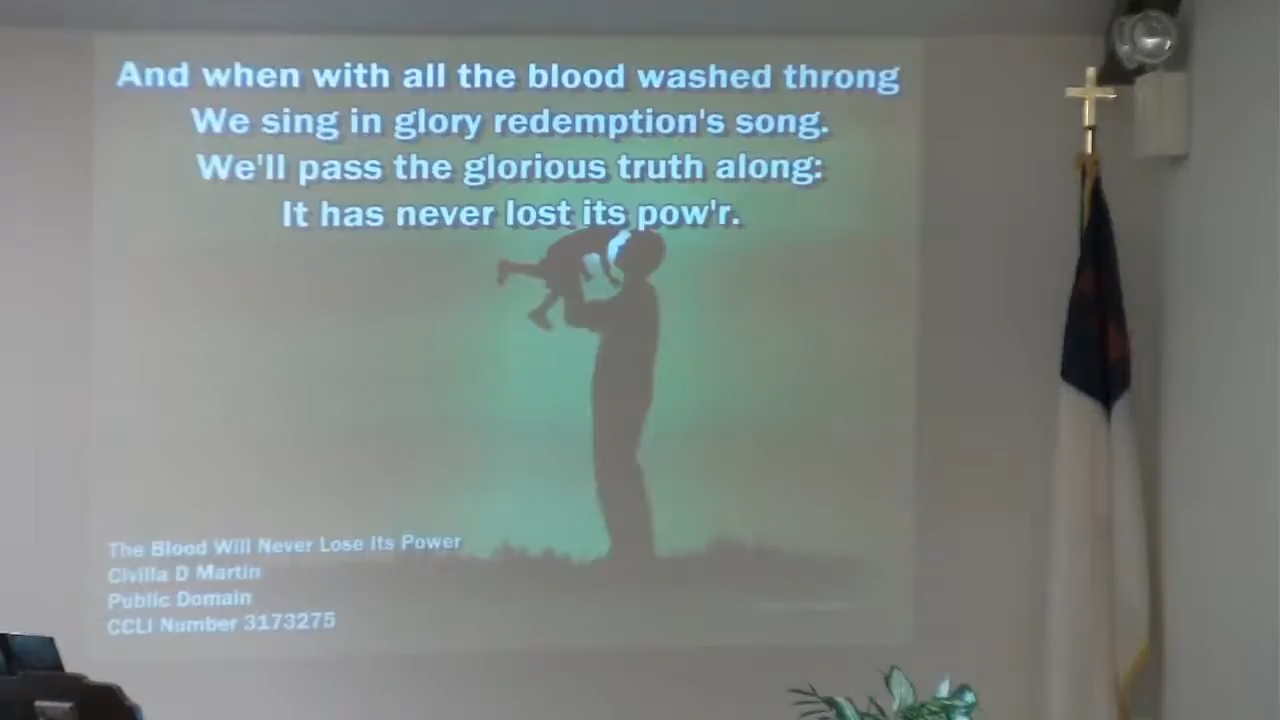 And when with all the blood washed throng
We sing in glory redemption's song.
We'll pass the glorious truth along:
It has never lost its pow'r.
The Blood Will Never Lose Its Power
Civilla D Martin
Public Domain
CCLI Number 3173275